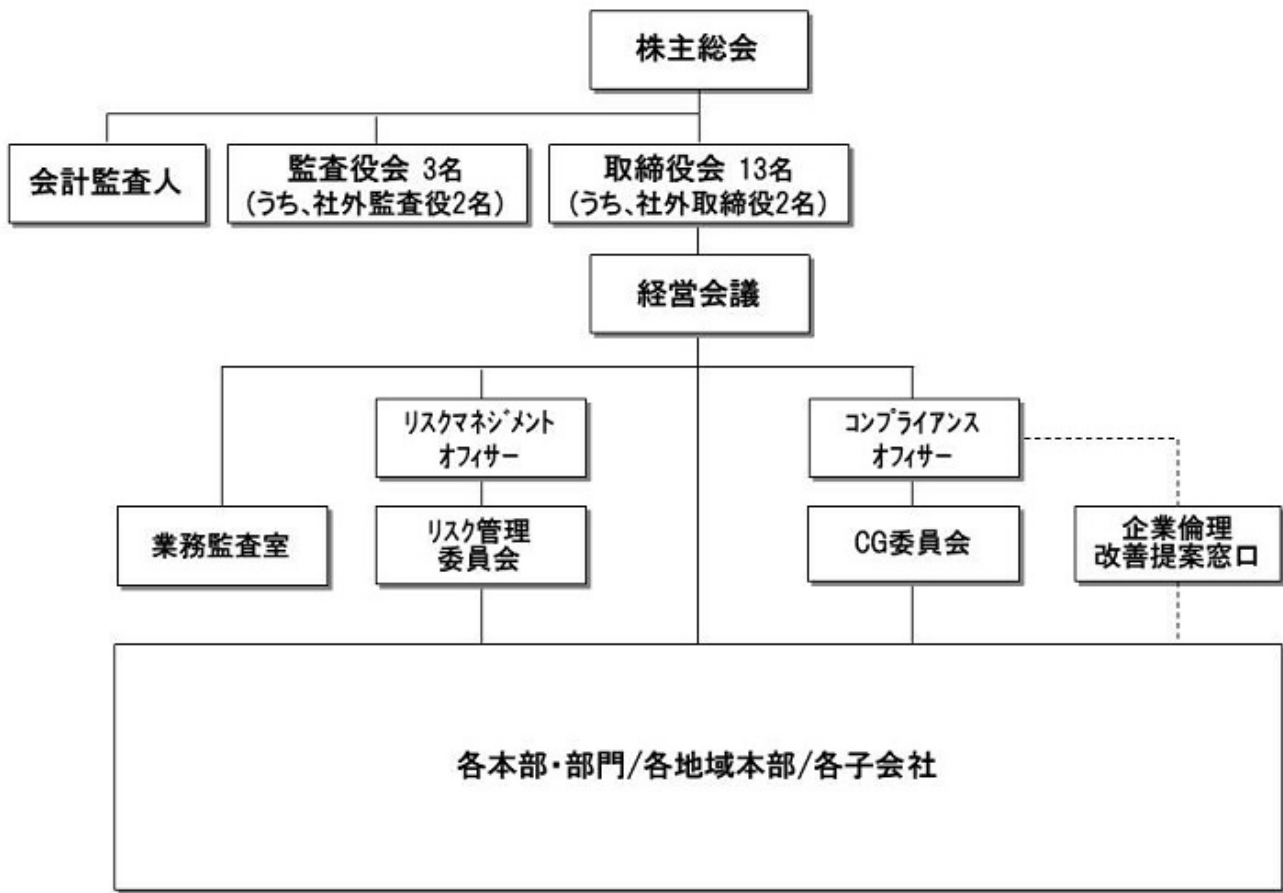 株主総会
会計監査人
監査役会 3名
(うち、社外監査役2名)
取締役会 13名
(うち、社外取締役2名)
経営会議
リスクマネジメント
オフィサー
コンプライアンス
オフィサー
業務監査室
リスク管理
委員会
CG委員会
企業倫理
改善提案窓口
各本部・部門/各地域本部/各子会社